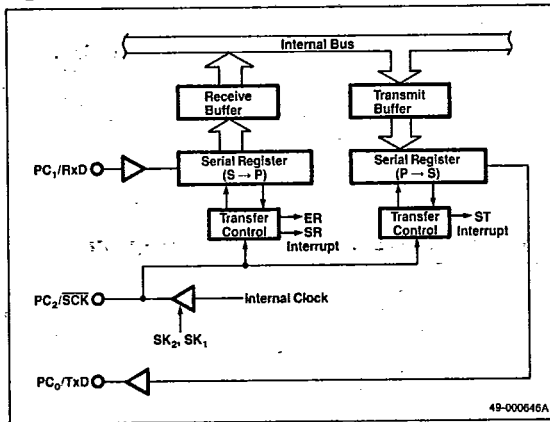 Internal Bus
Receive
Buffer
Transmit
Buffer
PC₁/RxD
Serial Register
(S → P)
Serial Register
(P → S)
Transfer
Control
ER
SR
Interrupt
Transfer
Control
ST
Interrupt
PC₂/S̅C̅K̅
Internal Clock
SK₂, SK₁
PC₀/TxD
49-000646A